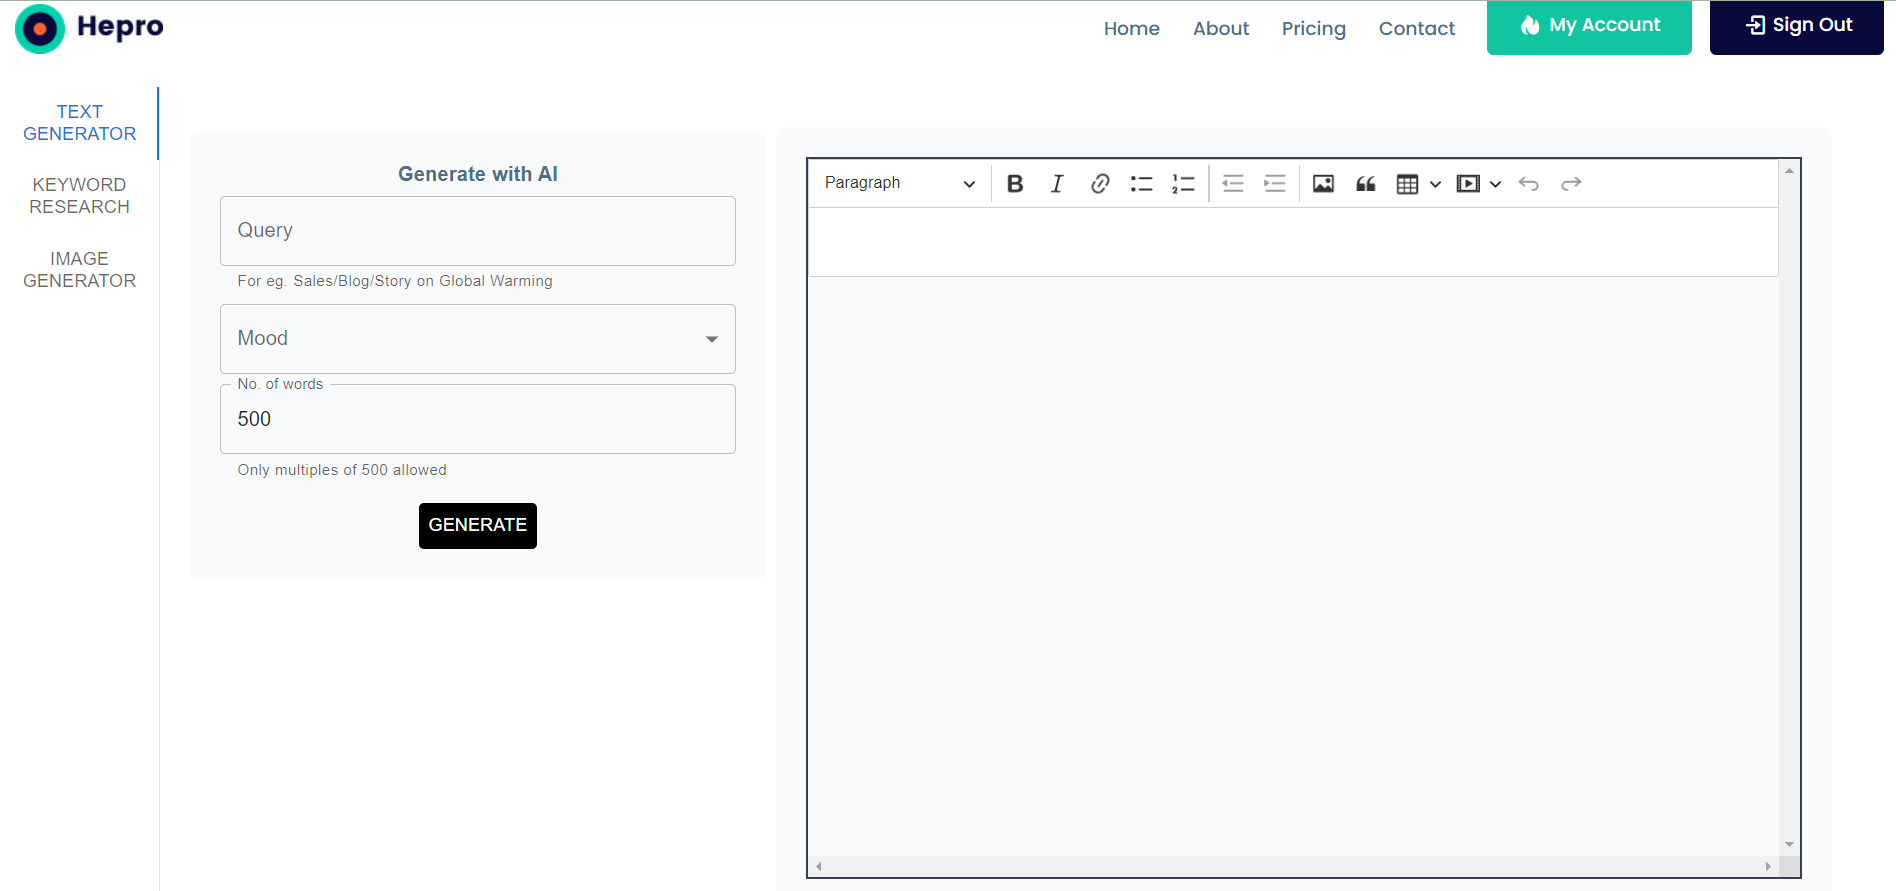 Hepro
Home About Pricing Contact My Account Sign Out
TEXT
GENERATOR
KEYWORD
RESEARCH
IMAGE
GENERATOR
Generate with AI
Query
For eg. Sales/Blog/Story on Global Warming
Mood
No. of words
500
Only multiples of 500 allowed
GENERATE
Paragraph